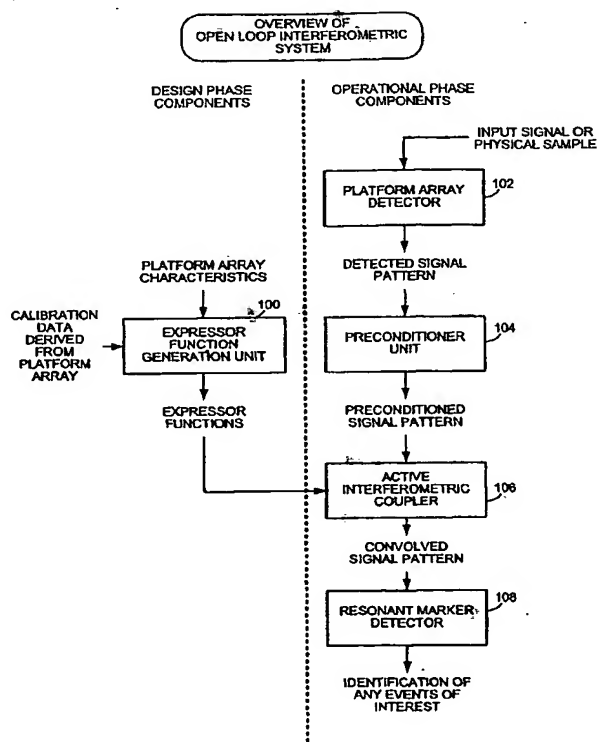 OVERVIEW OF
OPEN LOOP INTERFEROMETRIC
SYSTEM
DESIGN PHASE
COMPONENTS
OPERATIONAL PHASE
COMPONENTS
INPUT SIGNAL OR
PHYSICAL SAMPLE
PLATFORM ARRAY
DETECTOR
102
DETECTED SIGNAL
PATTERN
PLATFORM ARRAY
CHARACTERISTICS
100
CALIBRATION
DATA
DERIVED
FROM
PLATFORM
ARRAY
EXPRESSOR
FUNCTION
GENERATION UNIT
PRECONDITIONER
UNIT
104
EXPRESSOR
FUNCTIONS
PRECONDITIONED
SIGNAL PATTERN
ACTIVE
INTERFEROMETRIC
COUPLER
106
CONVOLVED
SIGNAL PATTERN
RESONANT MARKER
DETECTOR
108
IDENTIFICATION OF
ANY EVENTS OF
INTEREST